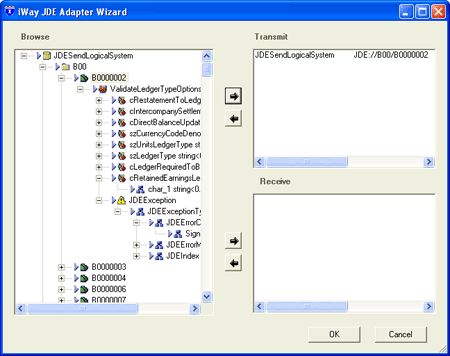 iWay JDE Adapter Wizard
Browse
JDESendLogicalSystem
B00
B0000002
ValidateLedgerTypeOptions
cRestatementToLedg
cIntercompanySettlem
cDirectBalanceUpdat
szCurrencyCodeDeno
szUnitsLedgerType st
szLedgerType string<0
cLedgerRequiredToB
cRetainedEarningsLe
char_1 string<0.
JDEException
JDEExceptionTy
JDEErrorC
Sign
JDEErrorM
JDEIndex
B0000003
B0000004
B0000006
B0000007
Transmit
JDESendLogicalSystem JDE://B00/B0000002
Receive
OK
Cancel